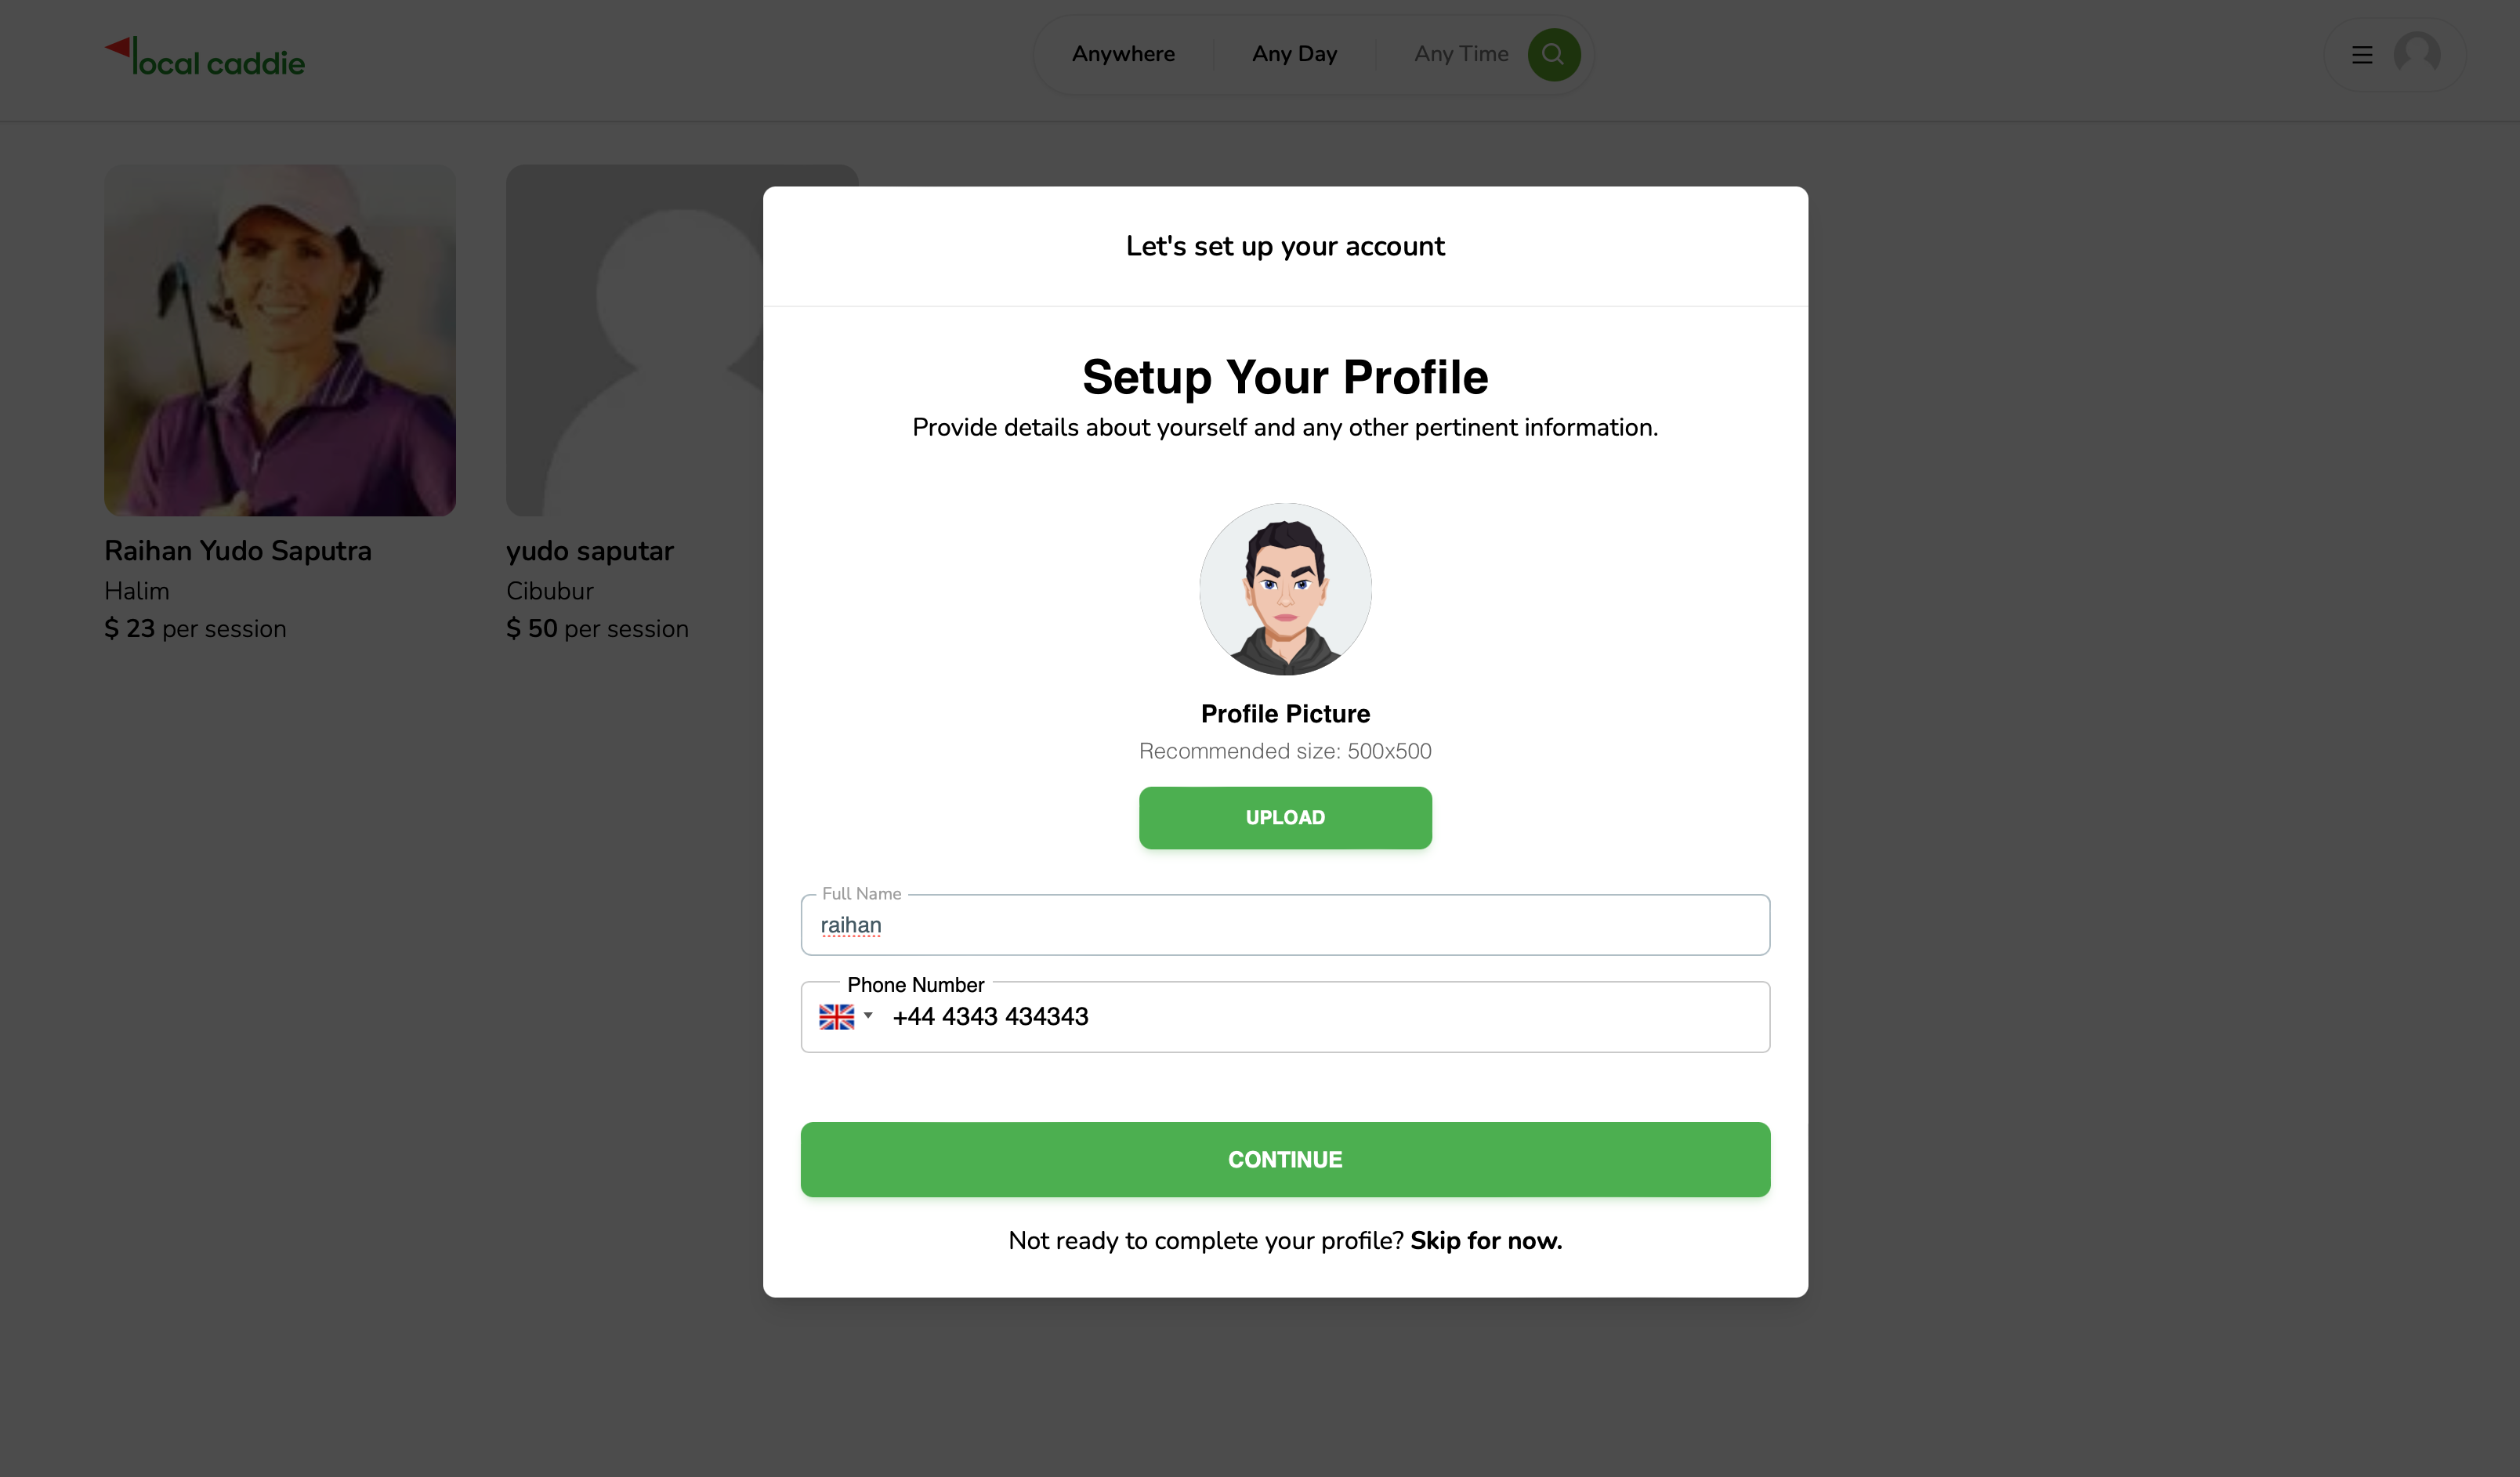 local caddie
Anywhere
Any Day
Any Time
Raihan Yudo Saputra
Halim
$ 23 per session
yudo saputar
Cibubur
$ 50 per session
Let's set up your account
Setup Your Profile
Provide details about yourself and any other pertinent information.
Profile Picture
Recommended size: 500x500
UPLOAD
Full Name
raihan
Phone Number
+44 4343 434343
CONTINUE
Not ready to complete your profile? Skip for now.